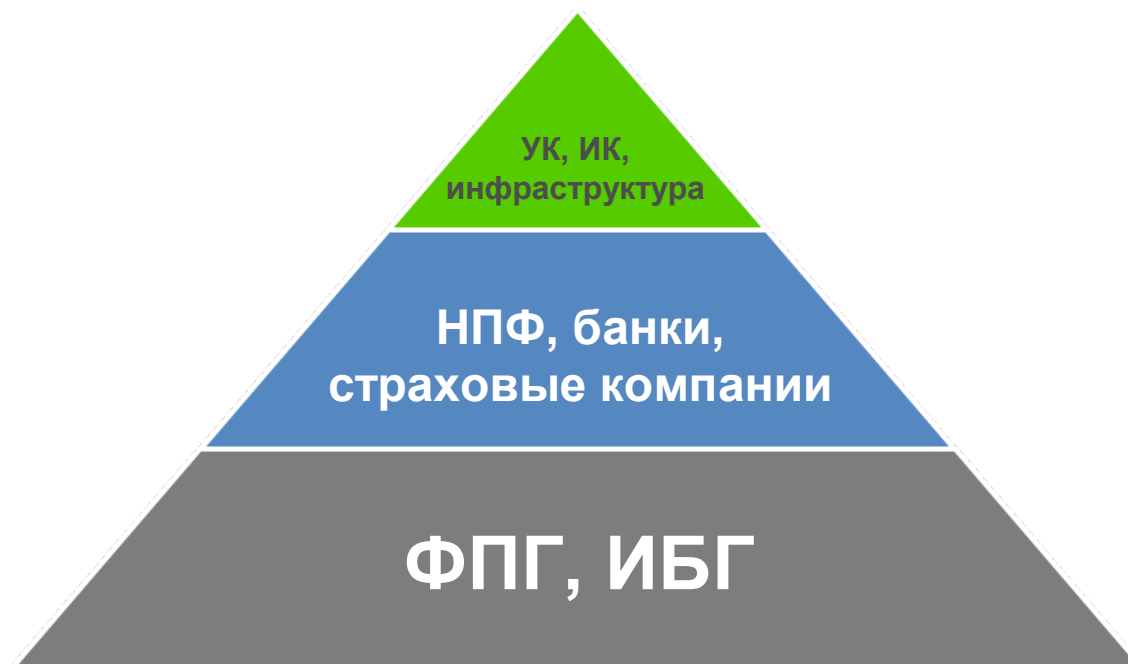 УК, ИК,
инфраструктура
НПФ, банки,
страховые компании
ФПГ, ИБГ